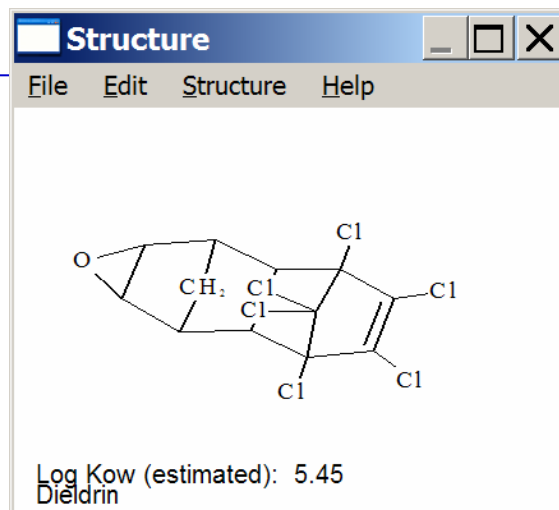 Structure
File Edit Structure Help
Cl
O
CH₂
Cl
Cl
Cl
Cl
Cl
Log Kow (estimated): 5.45
Dieldrin